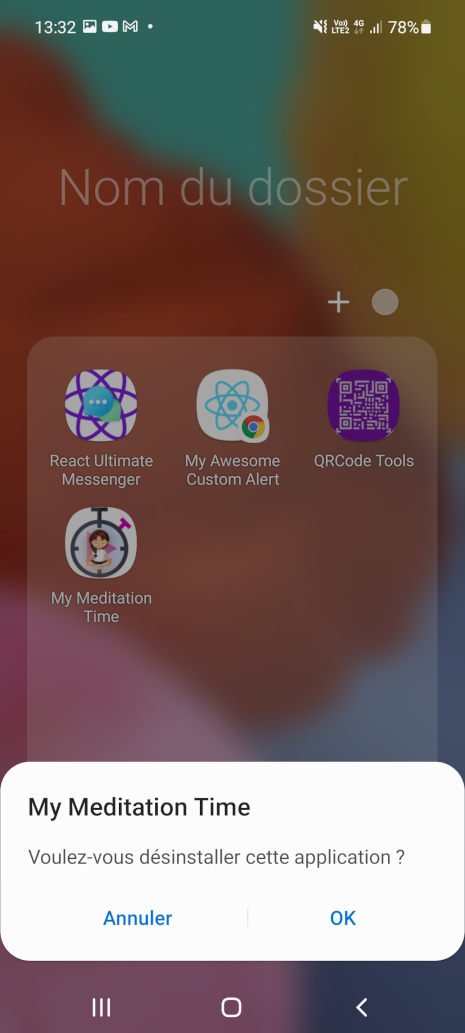 13:32
Vo)) 4G
LTE2 78%
Nom du dossier
React Ultimate
Messenger
My Awesome
Custom Alert
QRCode Tools
My Meditation
Time
My Meditation Time
Voulez-vous désinstaller cette application ?
Annuler
OK